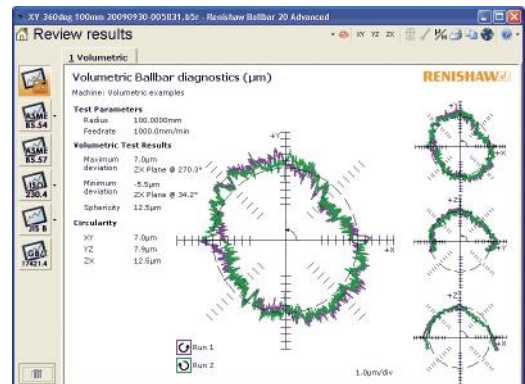 XY 360deg 100mm 20090930-005831.b5r - Renishaw Ballbar 20 Advanced
Review results
XY YZ ZX
1 Volumetric
Volumetric Ballbar diagnostics (µm)
RENISHAW
Machine: Volumetric examples
Test Parameters
Radius 100.0000mm
Feedrate 1000.0mm/min
Volumetric Test Results
Maximum deviation 7.0µm
ZX Plane @ 270.3°
Minimum deviation -5.5µm
ZX Plane @ 34.2°
Sphericity 12.5µm
Circularity
XY 7.0µm
YZ 7.9µm
ZX 12.5µm
+Y
+X
Run 1
Run 2
1.0µm/div
+Y
+X
+Z
+Y
+Z
+X
ASME
B5.54
ASME
B5.57
ISO
230.4
JIS B
GB/
17421.4